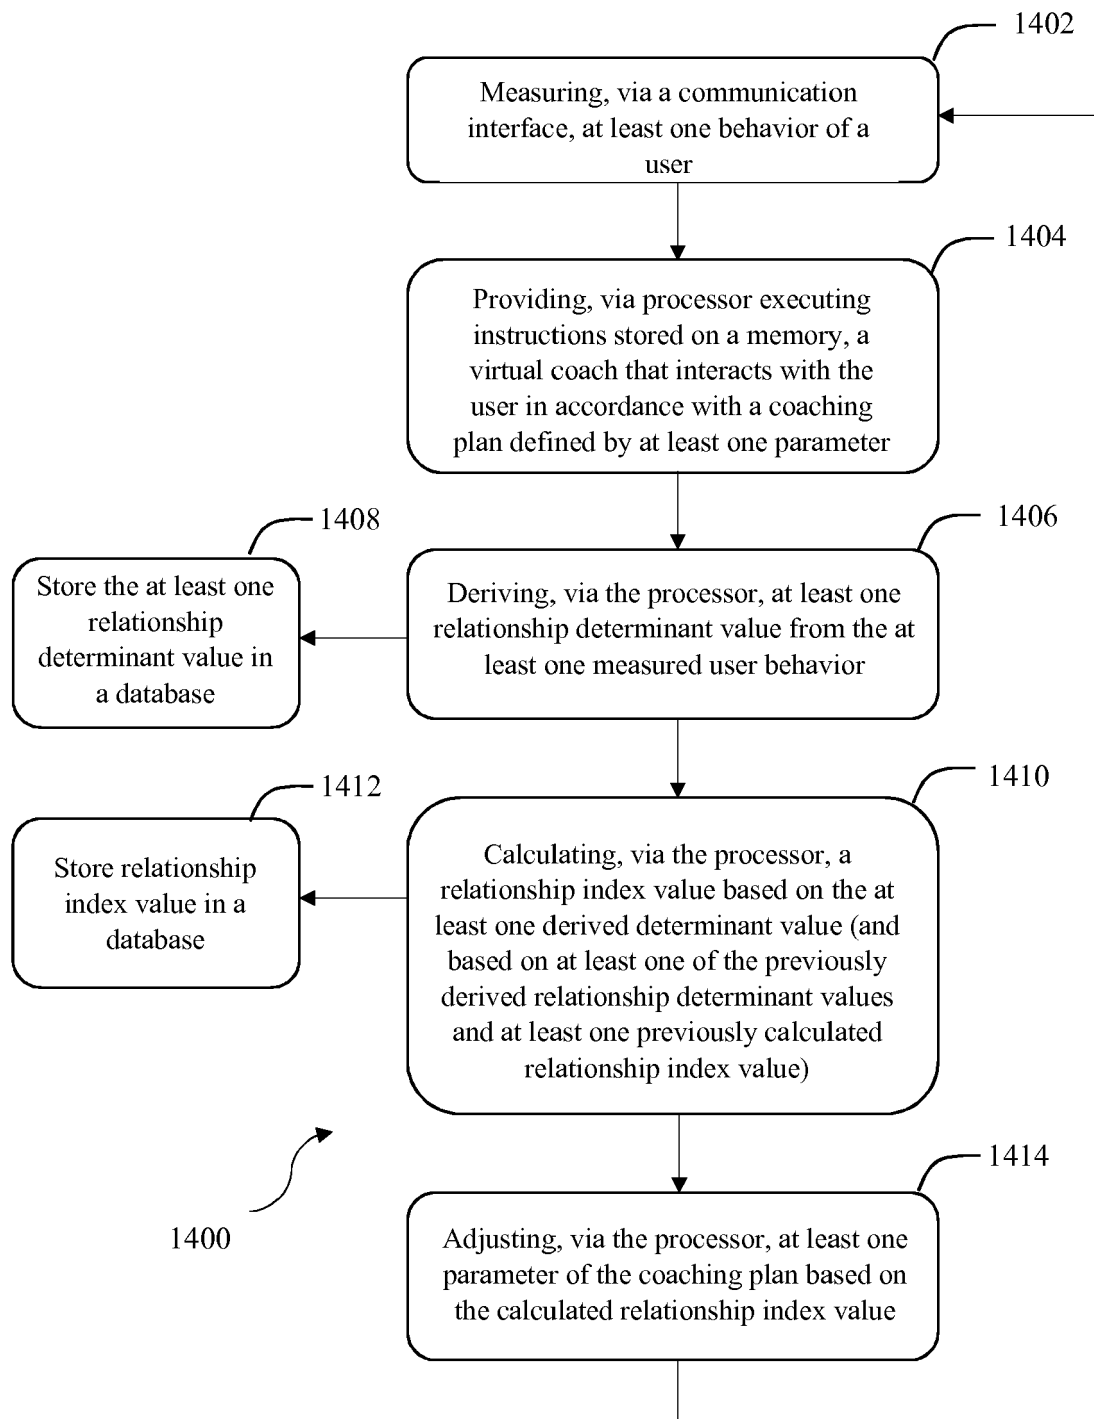 1402
Measuring, via a communication
interface, at least one behavior of a
user
1404
Providing, via processor executing
instructions stored on a memory, a
virtual coach that interacts with the
user in accordance with a coaching
plan defined by at least one parameter
1408
Store the at least one
relationship
determinant value in
a database
1406
Deriving, via the processor, at least one
relationship determinant value from the at
least one measured user behavior
1412
Store relationship
index value in a
database
1410
Calculating, via the processor, a
relationship index value based on the at
least one derived determinant value (and
based on at least one of the previously
derived relationship determinant values
and at least one previously calculated
relationship index value)
1400
1414
Adjusting, via the processor, at least one
parameter of the coaching plan based on
the calculated relationship index value